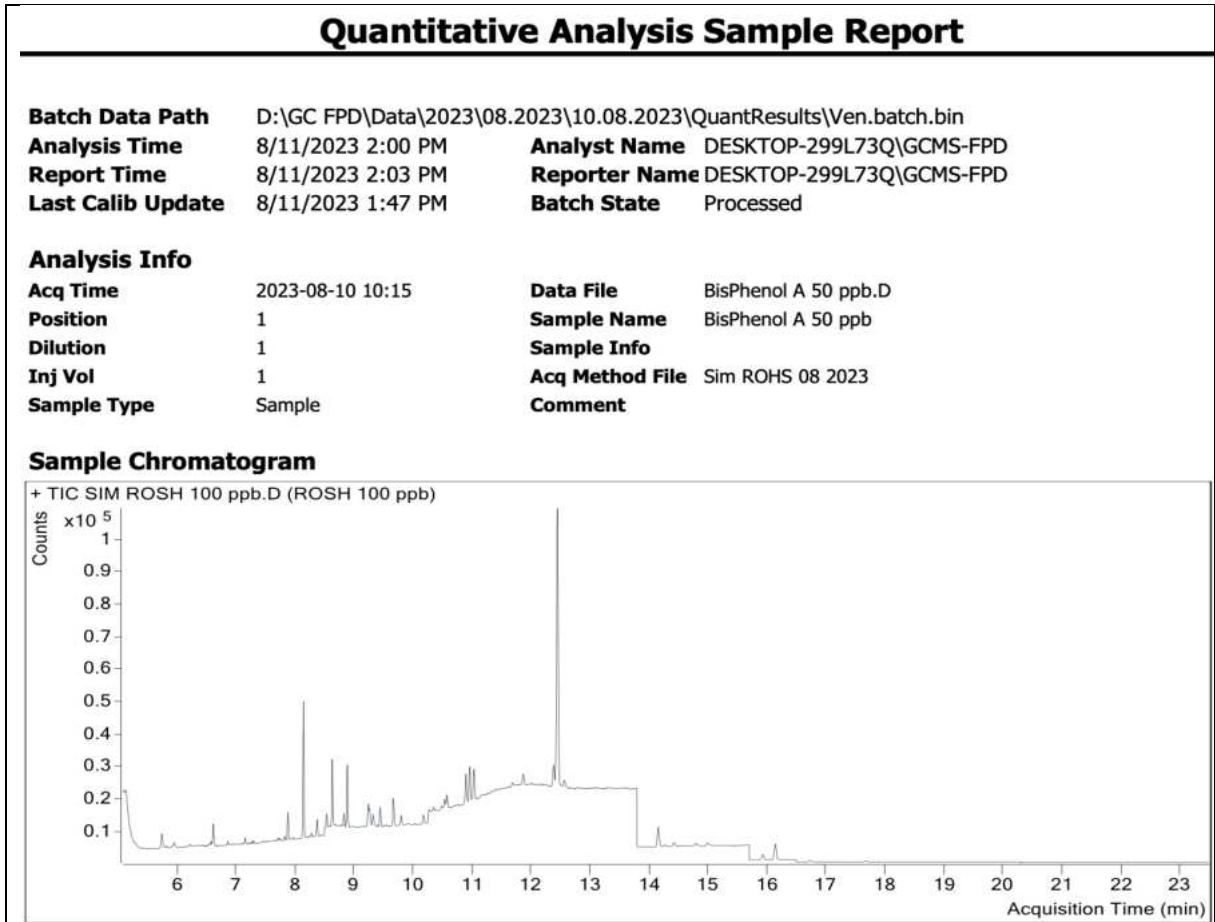 Quantitative Analysis Sample Report
Batch Data Path D:\GC FPD\Data\2023\08.2023\10.08.2023\QuantResults\Ven.batch.bin
Analysis Time 8/11/2023 2:00 PM Analyst Name DESKTOP-299L73Q\GCMS-FPD
Report Time 8/11/2023 2:03 PM Reporter Name DESKTOP-299L73Q\GCMS-FPD
Last Calib Update 8/11/2023 1:47 PM Batch State Processed
Analysis Info
Acq Time 2023-08-10 10:15 Data File BisPhenol A 50 ppb.D
Position 1 Sample Name BisPhenol A 50 ppb
Dilution 1 Sample Info
Inj Vol 1 Acq Method File Sim ROHS 08 2023
Sample Type Sample Comment
Sample Chromatogram
+ TIC SIM ROSH 100 ppb.D (ROSH 100 ppb)
Counts
x10 5
1
0.9
0.8
0.7
0.6
0.5
0.4
0.3
0.2
0.1
6 7 8 9 10 11 12 13 14 15 16 17 18 19 20 21 22 23
Acquisition Time (min)